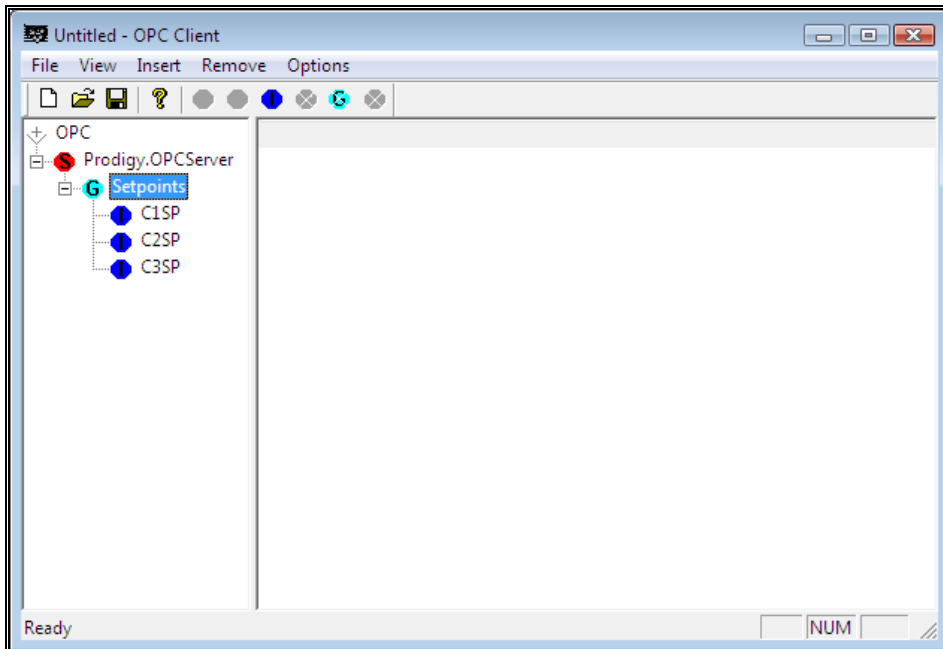 Untitled - OPC Client
File View Insert Remove Options
OPC
S Prodigy.OPCServer
G Setpoints
I C1SP
I C2SP
I C3SP
Ready NUM